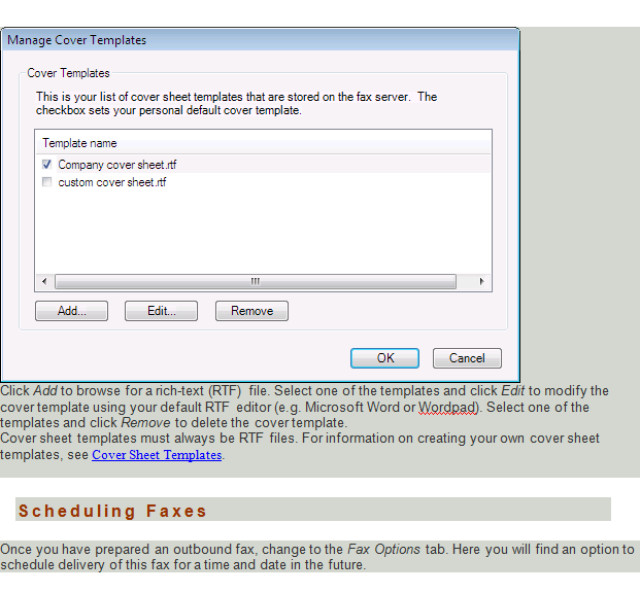 Manage Cover Templates
Cover Templates
This is your list of cover sheet templates that are stored on the fax server. The
checkbox sets your personal default cover template.
Template name
Company cover sheet.rtf
custom cover sheet.rtf
Add...
Edit...
Remove
OK
Cancel
Click Add to browse for a rich-text (RTF) file. Select one of the templates and click Edit to modify the
cover template using your default RTF editor (e.g. Microsoft Word or Wordpad). Select one of the
templates and click Remove to delete the cover template.
Cover sheet templates must always be RTF files. For information on creating your own cover sheet
templates, see Cover Sheet Templates.
Scheduling Faxes
Once you have prepared an outbound fax, change to the Fax Options tab. Here you will find an option to
schedule delivery of this fax for a time and date in the future.